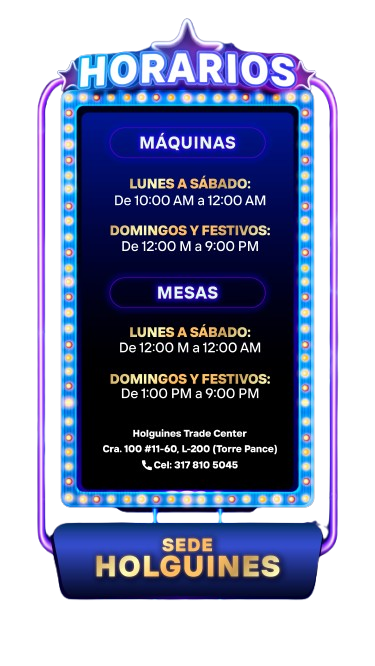 HORARIOS
MÁQUINAS
LUNES A SÁBADO:
De 10:00 AM a 12:00 AM
DOMINGOS Y FESTIVOS:
De 12:00 M a 9:00 PM
MESAS
LUNES A SÁBADO:
De 12:00 M a 12:00 AM
DOMINGOS Y FESTIVOS:
De 1:00 PM a 9:00 PM
Holguines Trade Center
Cra. 100 #11-60, L-200 (Torre Pance)
Cel: 317 810 5045
SEDE
HOLGUINES